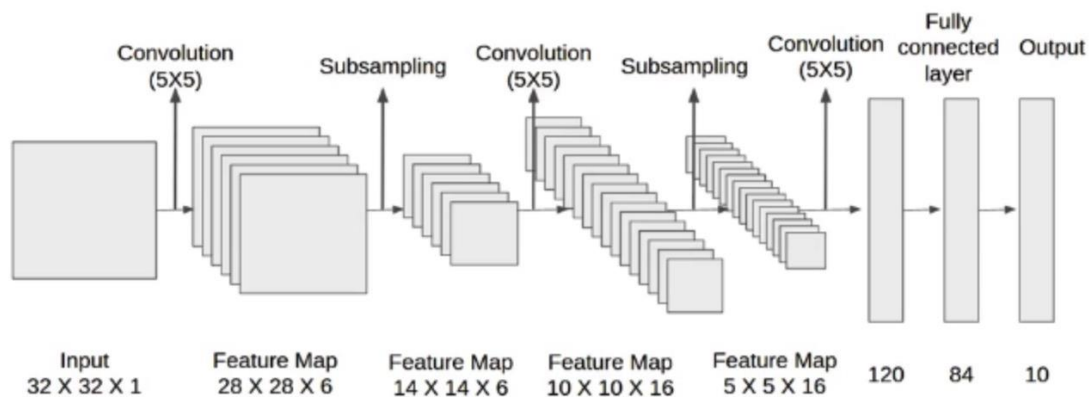 Convolution
(5X5)
Subsampling
Convolution
(5X5)
Subsampling
Convolution
(5X5)
Fully
connected
layer
Output
Input
32 X 32 X 1
Feature Map
28 X 28 X 6
Feature Map
14 X 14 X 6
Feature Map
10 X 10 X 16
Feature Map
5 X 5 X 16
120
84
10